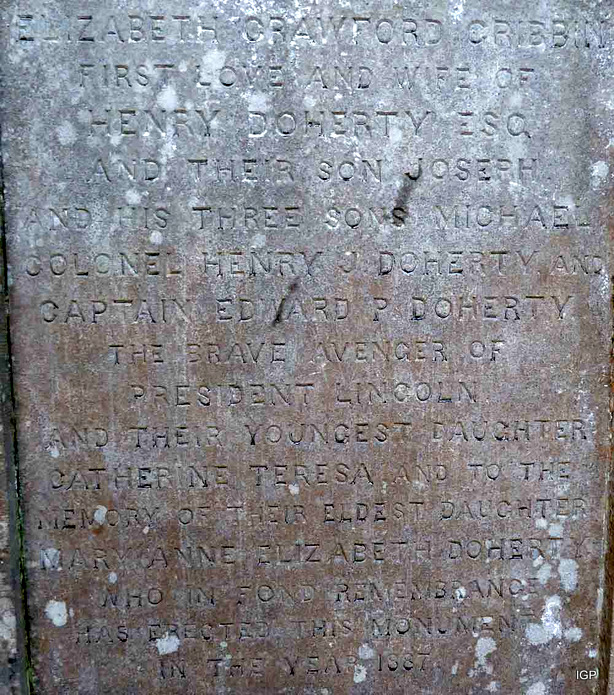 ELIZABETH CRAWFORD CRIBBIN
FIRST LOVE AND WIFE OF
HENRY DOHERTY ESQ
AND THEIR SON JOSEPH
AND HIS THREE SONS MICHAEL
COLONEL HENRY J DOHERTY AND
CAPTAIN EDWARD P DOHERTY
THE BRAVE AVENGER OF
PRESIDENT LINCOLN
AND THEIR YOUNGEST DAUGHTER
CATHERINE TERESA AND TO THE
MEMORY OF THEIR ELDEST DAUGHTER
MARY ANNE ELIZABETH DOHERTY
WHO IN FOND REMEMBRANCE
HAS ERECTED THIS MONUMENT
IN THE YEAR 1887
IGP